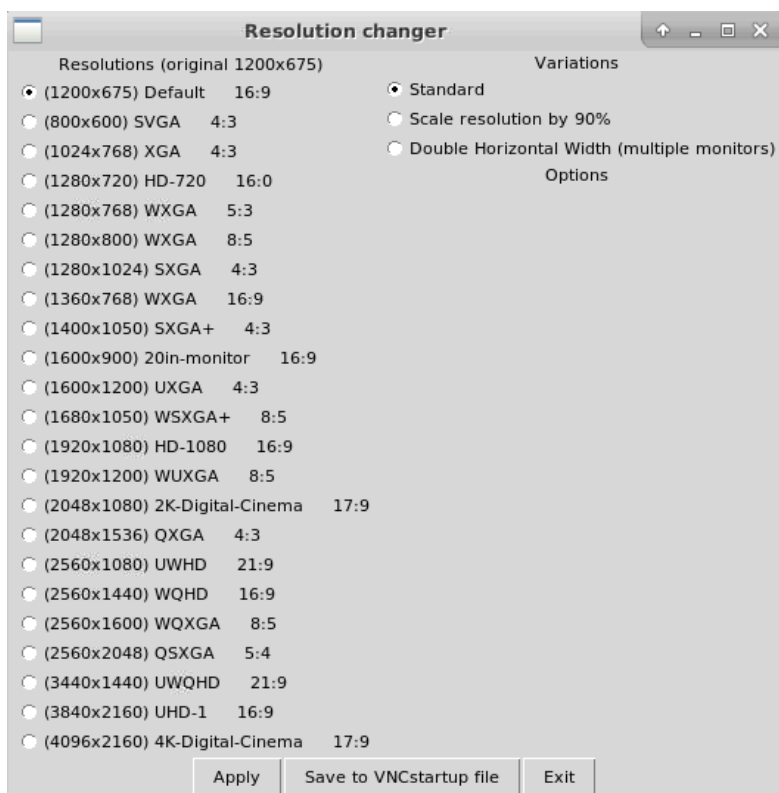 Resolution changer
Resolutions (original 1200x675)
(1200x675) Default 16:9
(800x600) SVGA 4:3
(1024x768) XGA 4:3
(1280x720) HD-720 16:0
(1280x768) WXGA 5:3
(1280x800) WXGA 8:5
(1280x1024) SXGA 4:3
(1360x768) WXGA 16:9
(1400x1050) SXGA+ 4:3
(1600x900) 20in-monitor 16:9
(1600x1200) UXGA 4:3
(1680x1050) WSXGA+ 8:5
(1920x1080) HD-1080 16:9
(1920x1200) WUXGA 8:5
(2048x1080) 2K-Digital-Cinema 17:9
(2048x1536) QXGA 4:3
(2560x1080) UWHD 21:9
(2560x1440) WQHD 16:9
(2560x1600) WQXGA 8:5
(2560x2048) QSXGA 5:4
(3440x1440) UWQHD 21:9
(3840x2160) UHD-1 16:9
(4096x2160) 4K-Digital-Cinema 17:9
Variations
Standard
Scale resolution by 90%
Double Horizontal Width (multiple monitors)
Options
Apply
Save to VNCstartup file
Exit